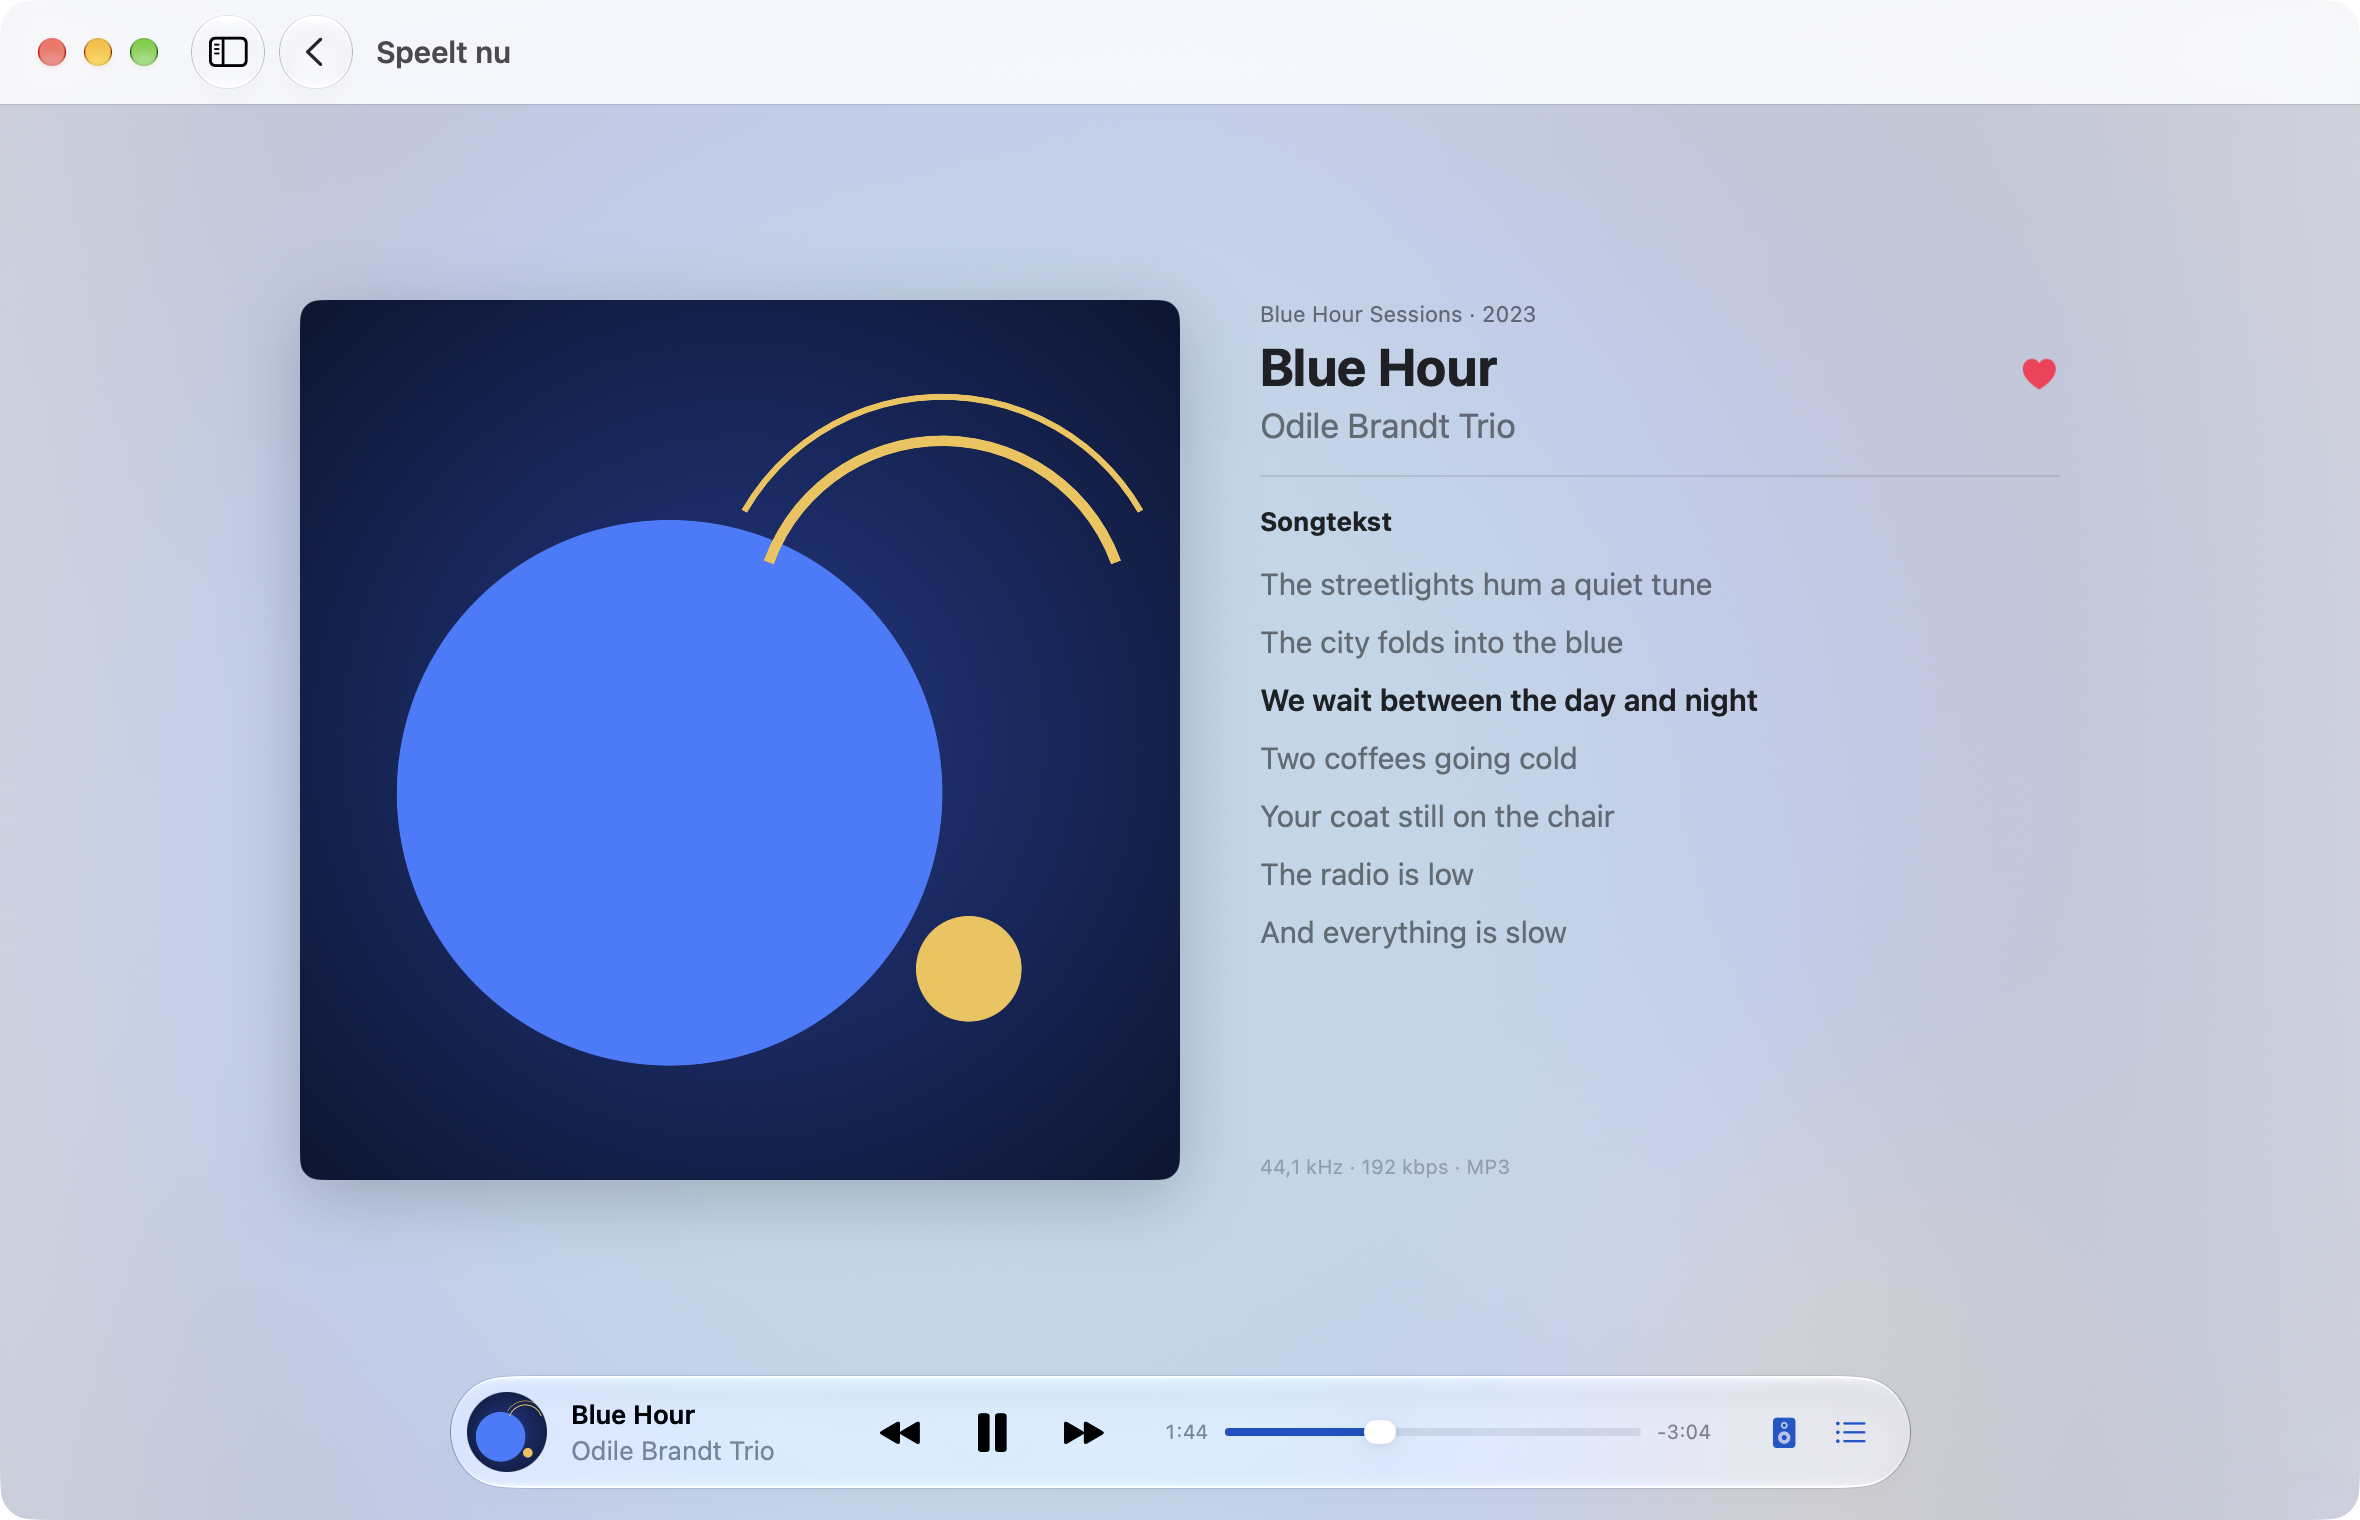 Speelt nu
Blue Hour Sessions · 2023
Blue Hour
Odile Brandt Trio
Songtekst
The streetlights hum a quiet tune
The city folds into the blue
We wait between the day and night
Two coffees going cold
Your coat still on the chair
The radio is low
And everything is slow
44,1 kHz · 192 kbps · MP3
Blue Hour
Odile Brandt Trio
1:44
-3:04